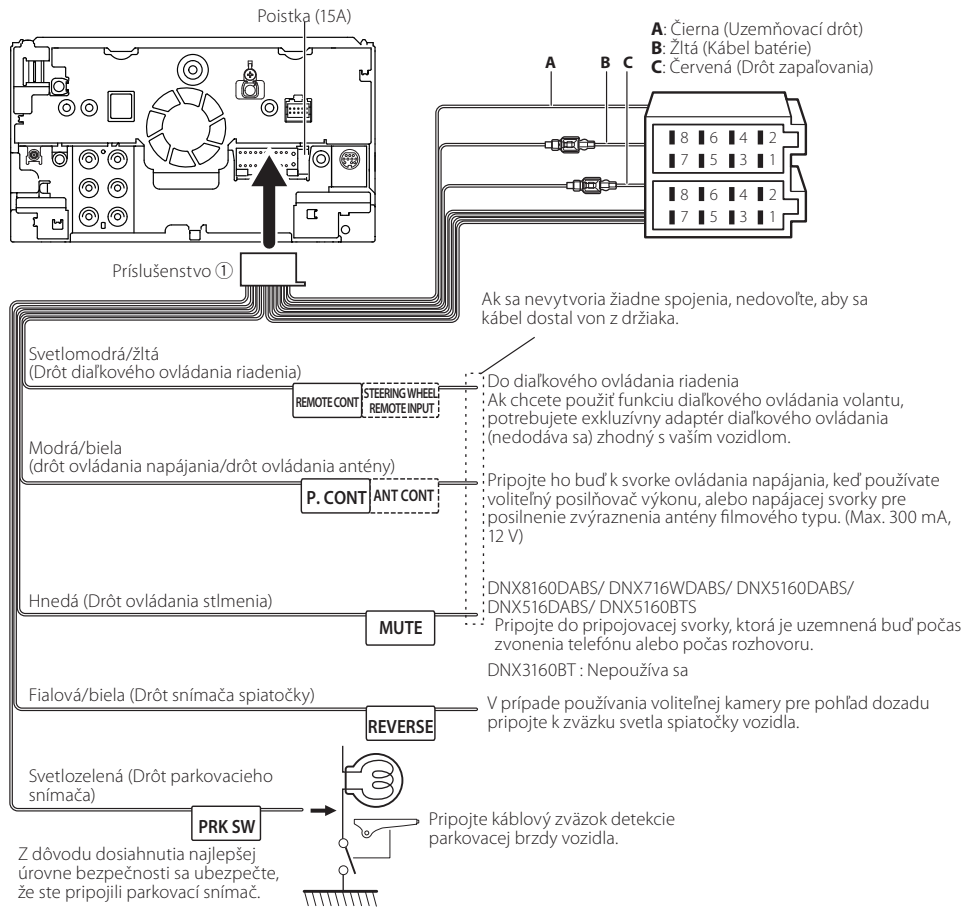 Poistka (15A)
A: Čierna (Uzemňovací drôt)
B: Žltá (Kábel batérie)
C: Červená (Drôt zapaľovania)
A B C
8 6 4 2
7 5 3 1
8 6 4 2
7 5 3 1
Príslušenstvo ①
Ak sa nevytvoria žiadne spojenia, nedovoľte, aby sa
kábel dostal von z držiaka.
Svetlomodrá/žltá
(Drôt diaľkového ovládania riadenia)
REMOTE CONT
STEERING WHEEL
REMOTE INPUT
Do diaľkového ovládania riadenia
Ak chcete použiť funkciu diaľkového ovládania volantu,
potrebujete exkluzívny adaptér diaľkového ovládania
(nedodáva sa) zhodný s vaším vozidlom.
Modrá/biela
(drôt ovládania napájania/drôt ovládania antény)
P. CONT
ANT CONT
Pripojte ho buď k svorke ovládania napájania, keď používate
voliteľný posilňovač výkonu, alebo napájacej svorky pre
posilnenie zvýraznenia antény filmového typu. (Max. 300 mA,
12 V)
Hnedá (Drôt ovládania stlmenia)
MUTE
DNX8160DABS/ DNX716WDABS/ DNX5160DABS/
DNX516DABS/ DNX5160BTS
Pripojte do pripojovacej svorky, ktorá je uzemnená buď počas
zvonenia telefónu alebo počas rozhovoru.
DNX3160BT : Nepoužíva sa
Fialová/biela (Drôt snímača spiatočky)
REVERSE
V prípade používania voliteľnej kamery pre pohľad dozadu
pripojte k zväzku svetla spiatočky vozidla.
Svetlozelená (Drôt parkovacieho
snímača)
PRK SW
Pripojte káblový zväzok detekcie
parkovacej brzdy vozidla.
Z dôvodu dosiahnutia najlepšej
úrovne bezpečnosti sa ubezpečte,
že ste pripojili parkovací snímač.